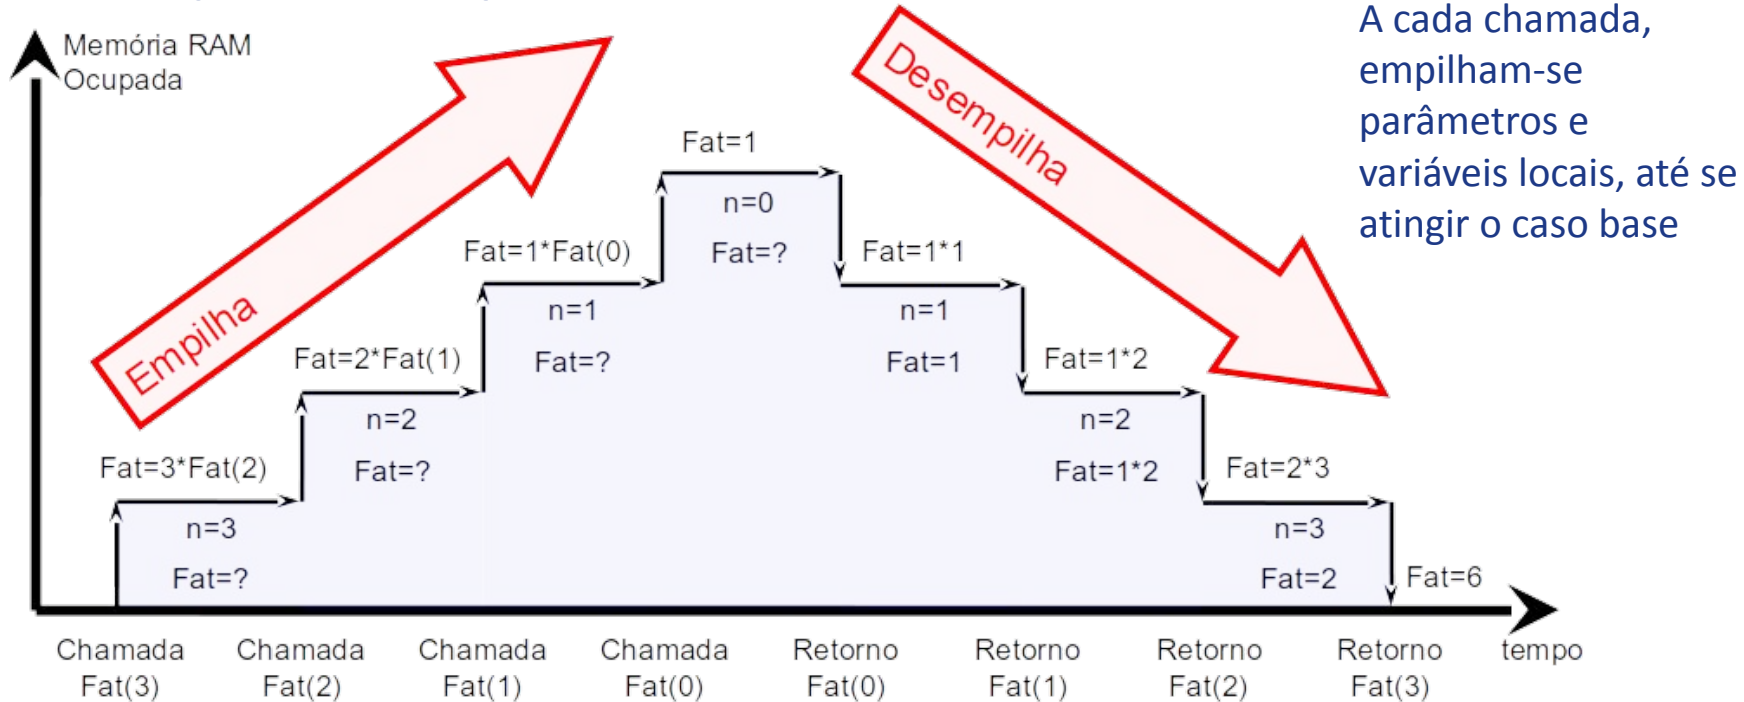 A cada chamada,
empilham-se
parâmetros e
variáveis locais, até se
atingir o caso base
Memória RAM
Ocupada
Empilha
Desempilha
Fat=1
n=0
Fat=?
Fat=1*Fat(0)
n=1
Fat=?
Fat=1*1
n=1
Fat=1
Fat=2*Fat(1)
n=2
Fat=?
Fat=1*2
n=2
Fat=1*2
Fat=3*Fat(2)
n=3
Fat=?
Fat=2*3
n=3
Fat=2
Fat=6
Chamada
Fat(3)
Chamada
Fat(2)
Chamada
Fat(1)
Chamada
Fat(0)
Retorno
Fat(0)
Retorno
Fat(1)
Retorno
Fat(2)
Retorno
Fat(3)
tempo